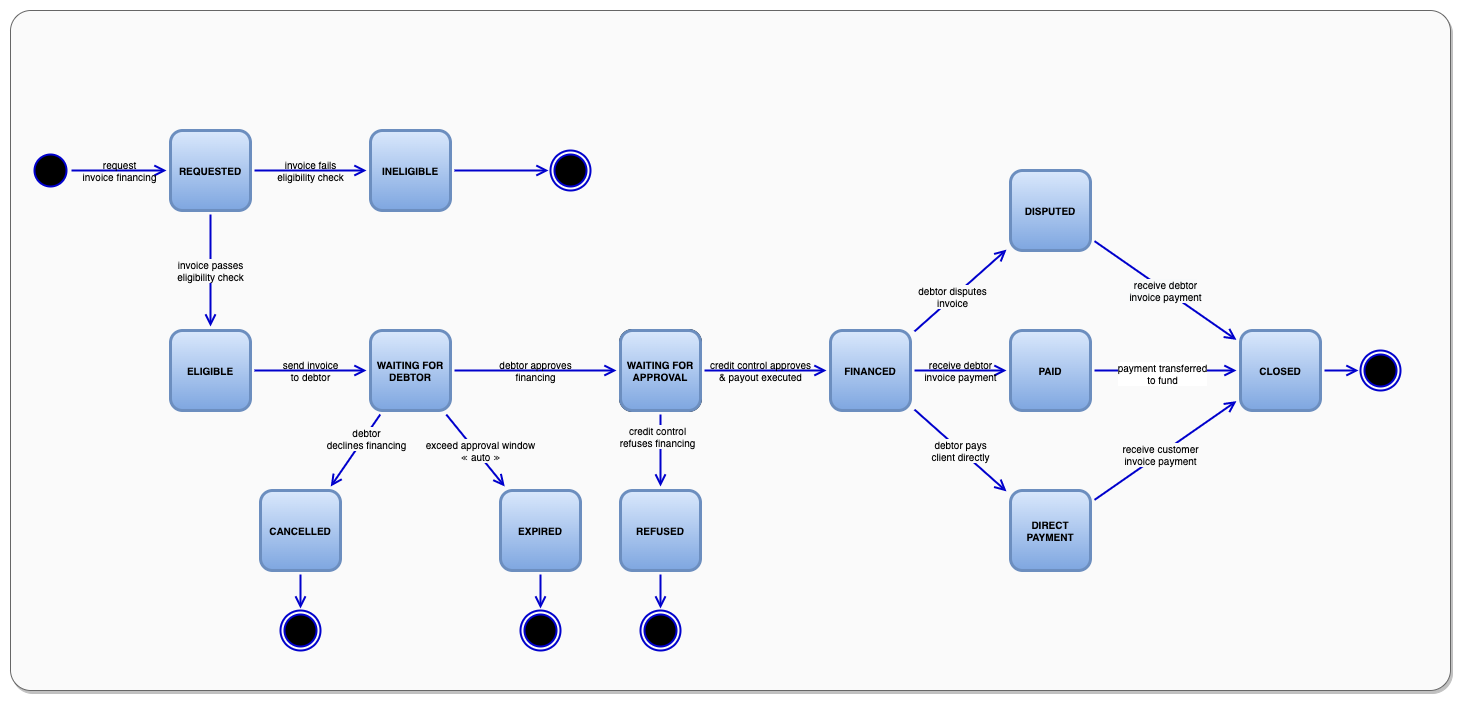 request
invoice financing
REQUESTED
invoice fails
eligibility check
INELIGIBLE
DISPUTED
invoice passes
eligibility check
debtor disputes
invoice
receive debtor
invoice payment
ELIGIBLE
send invoice
to debtor
WAITING FOR
DEBTOR
debtor approves
financing
WAITING FOR
APPROVAL
credit control approves
& payout executed
FINANCED
receive debtor
invoice payment
PAID
payment transferred
to fund
CLOSED
debtor
declines financing
exceed approval window
« auto »
credit control
refuses financing
debtor pays
client directly
receive customer
invoice payment
CANCELLED
EXPIRED
REFUSED
DIRECT
PAYMENT